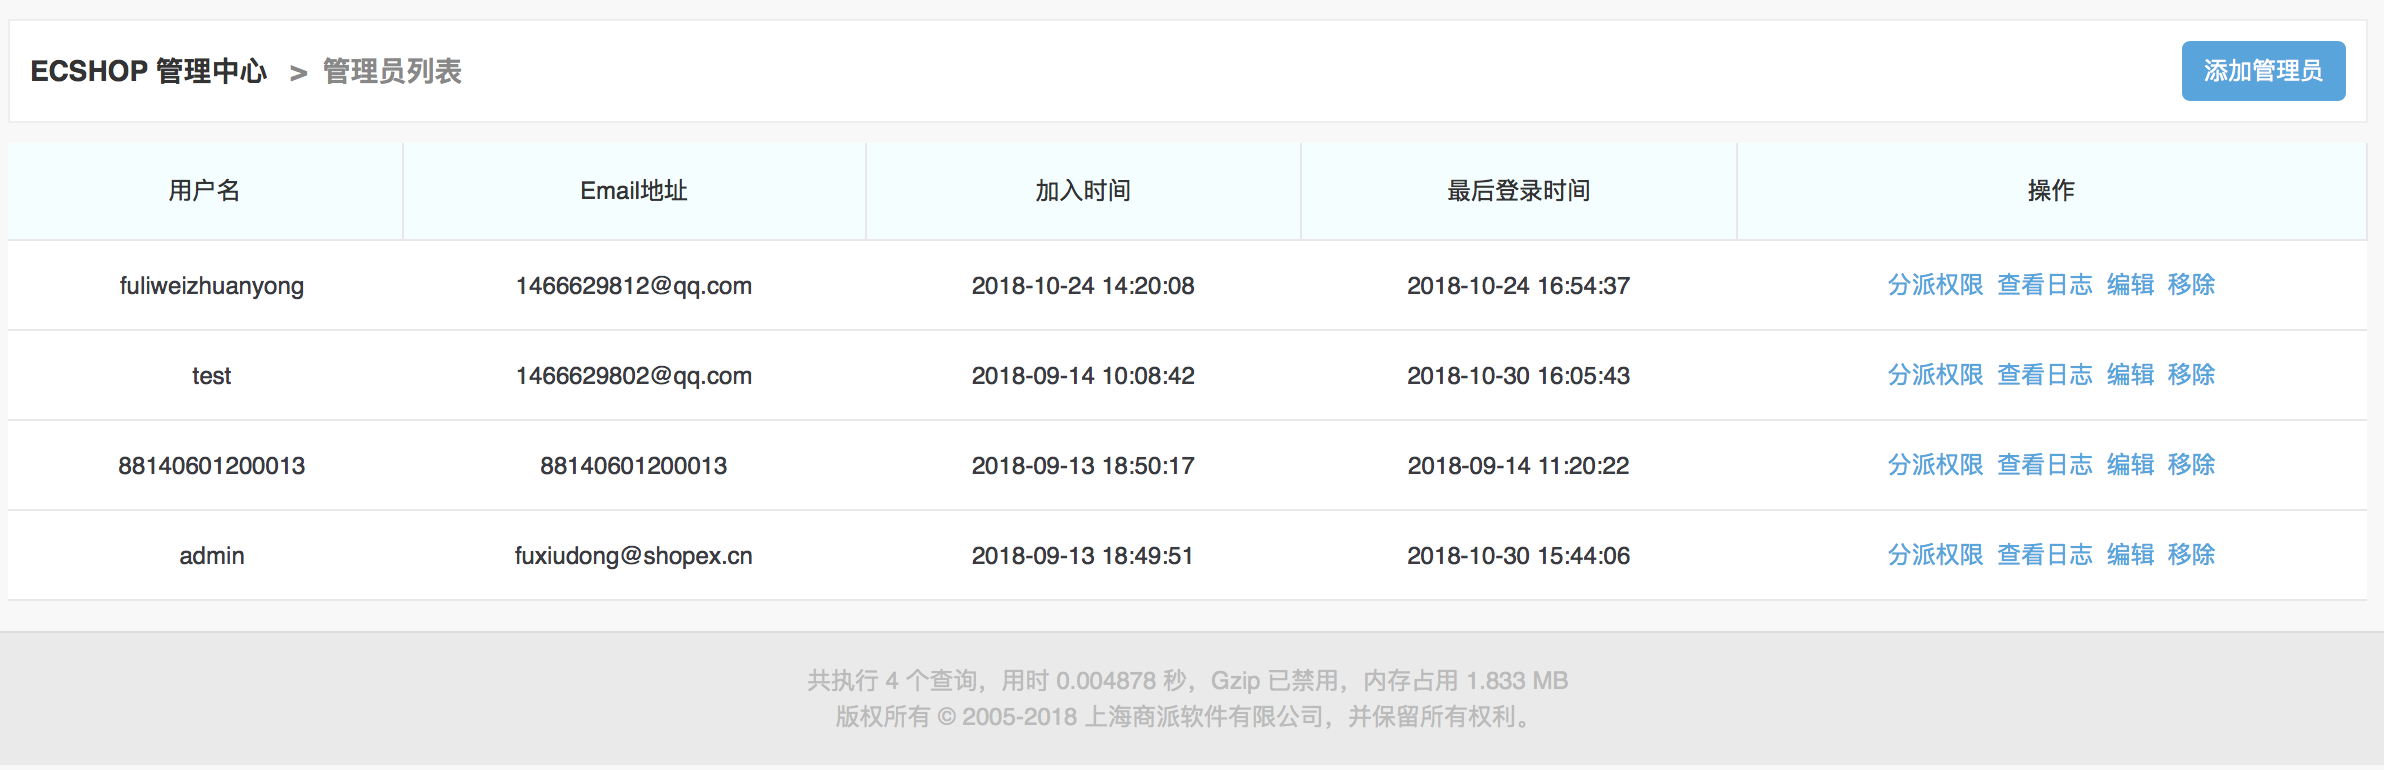 ECSHOP 管理中心 > 管理员列表 添加管理员
用户名 Email地址 加入时间 最后登录时间 操作
fuliweizhuanyong 1466629812@qq.com 2018-10-24 14:20:08 2018-10-24 16:54:37 分派权限 查看日志 编辑 移除
test 1466629802@qq.com 2018-09-14 10:08:42 2018-10-30 16:05:43 分派权限 查看日志 编辑 移除
88140601200013 88140601200013 2018-09-13 18:50:17 2018-09-14 11:20:22 分派权限 查看日志 编辑 移除
admin fuxiudong@shopex.cn 2018-09-13 18:49:51 2018-10-30 15:44:06 分派权限 查看日志 编辑 移除
共执行 4 个查询，用时 0.004878 秒，Gzip 已禁用，内存占用 1.833 MB
版权所有 © 2005-2018 上海商派软件有限公司，并保留所有权利。